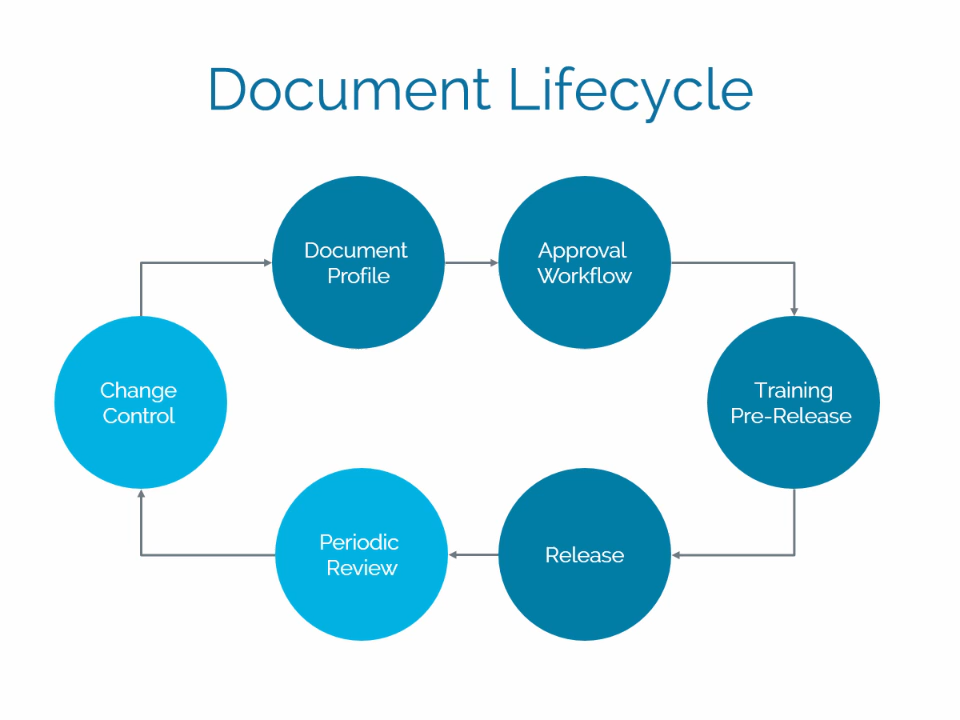 Document Lifecycle
Document
Profile
Approval
Workflow
Training
Pre-Release
Release
Periodic
Review
Change
Control